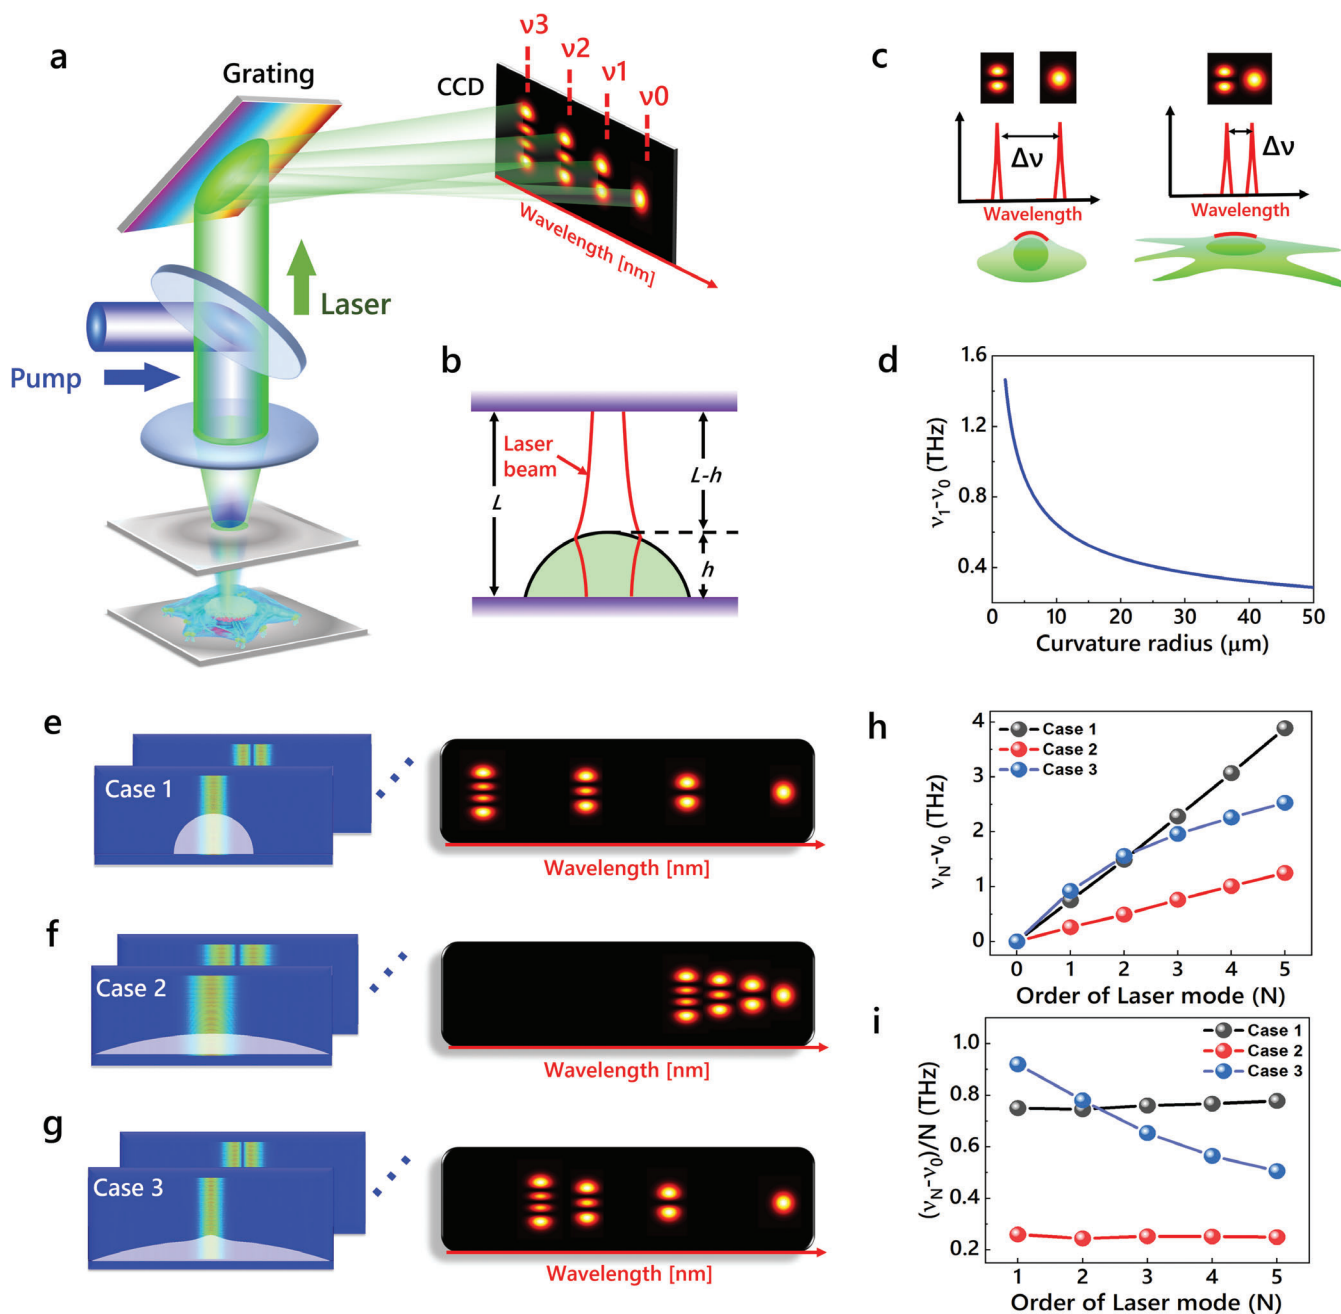 a
Grating
CCD
ν3
ν2
ν1
ν0
Wavelength [nm]
Laser
Pump
b
Laser
beam
L
L-h
h
c
Δν
Wavelength
Δν
Wavelength
d
ν1-ν0 (THz)
1.6
1.2
0.8
0.4
0 10 20 30 40 50
Curvature radius (μm)
e
Case 1
Wavelength [nm]
f
Case 2
Wavelength [nm]
g
Case 3
Wavelength [nm]
h
Case 1
Case 2
Case 3
νN-ν0 (THz)
4
3
2
1
0
0 1 2 3 4 5
Order of Laser mode (N)
i
Case 1
Case 2
Case 3
(νN-ν0)/N (THz)
1.0
0.8
0.6
0.4
0.2
1 2 3 4 5
Order of Laser mode (N)